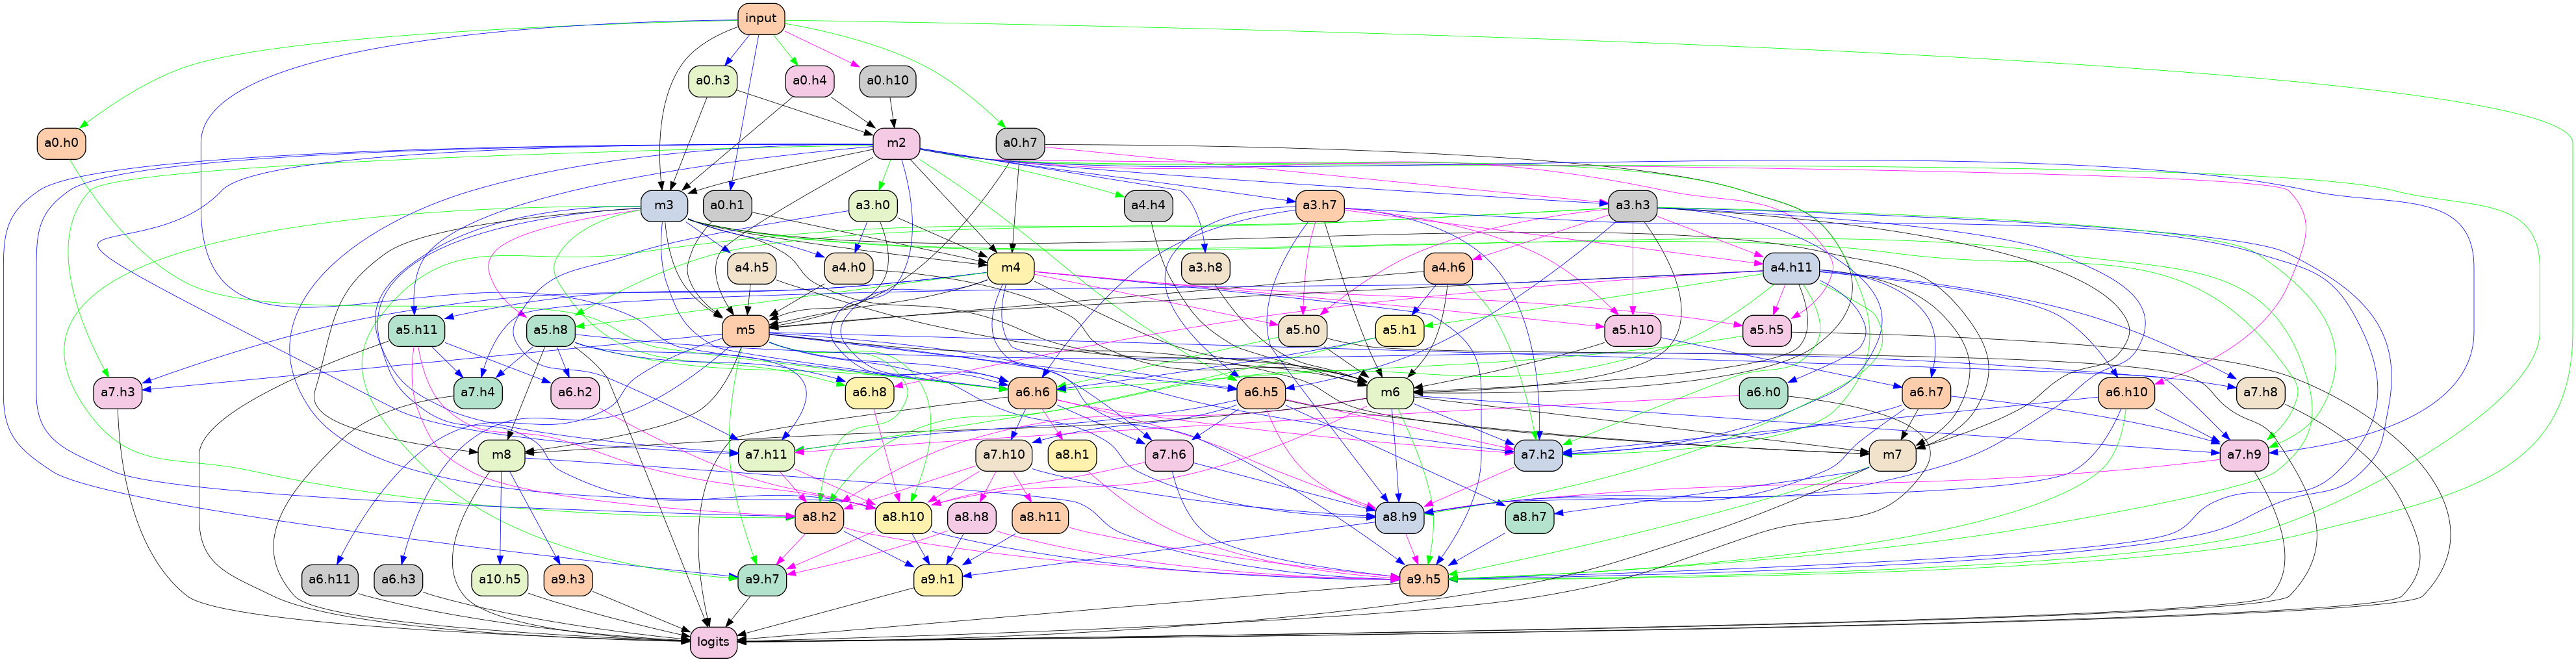 input
a0.h3 a0.h4 a0.h10
a0.h0 m2 a0.h7
m3 a0.h1 a3.h0 a4.h4 a3.h7 a3.h3
a4.h5 a4.h0 m4 a3.h8 a4.h6 a4.h11
a5.h11 a5.h8 m5 a5.h0 a5.h1 a5.h10 a5.h5
a7.h3 a7.h4 a6.h2 a6.h8 a6.h6 a6.h5 m6 a6.h0 a6.h7 a6.h10 a7.h8
m8 a7.h11 a7.h10 a8.h1 a7.h6 a7.h2 m7 a7.h9
a8.h2 a8.h10 a8.h8 a8.h11 a8.h9 a8.h7
a6.h11 a6.h3 a10.h5 a9.h3 a9.h7 a9.h1 a9.h5
logits